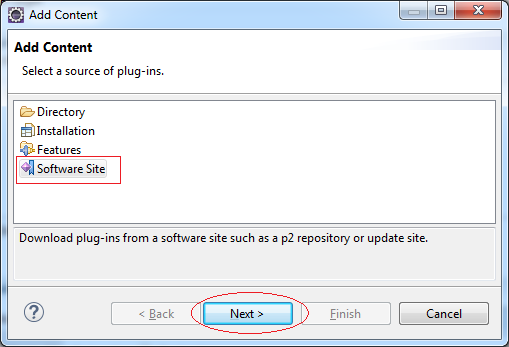 Add Content
Add Content
Select a source of plug-ins.
Directory
Installation
Features
Software Site
Download plug-ins from a software site such as a p2 repository or update site.
? < Back Next > Finish Cancel